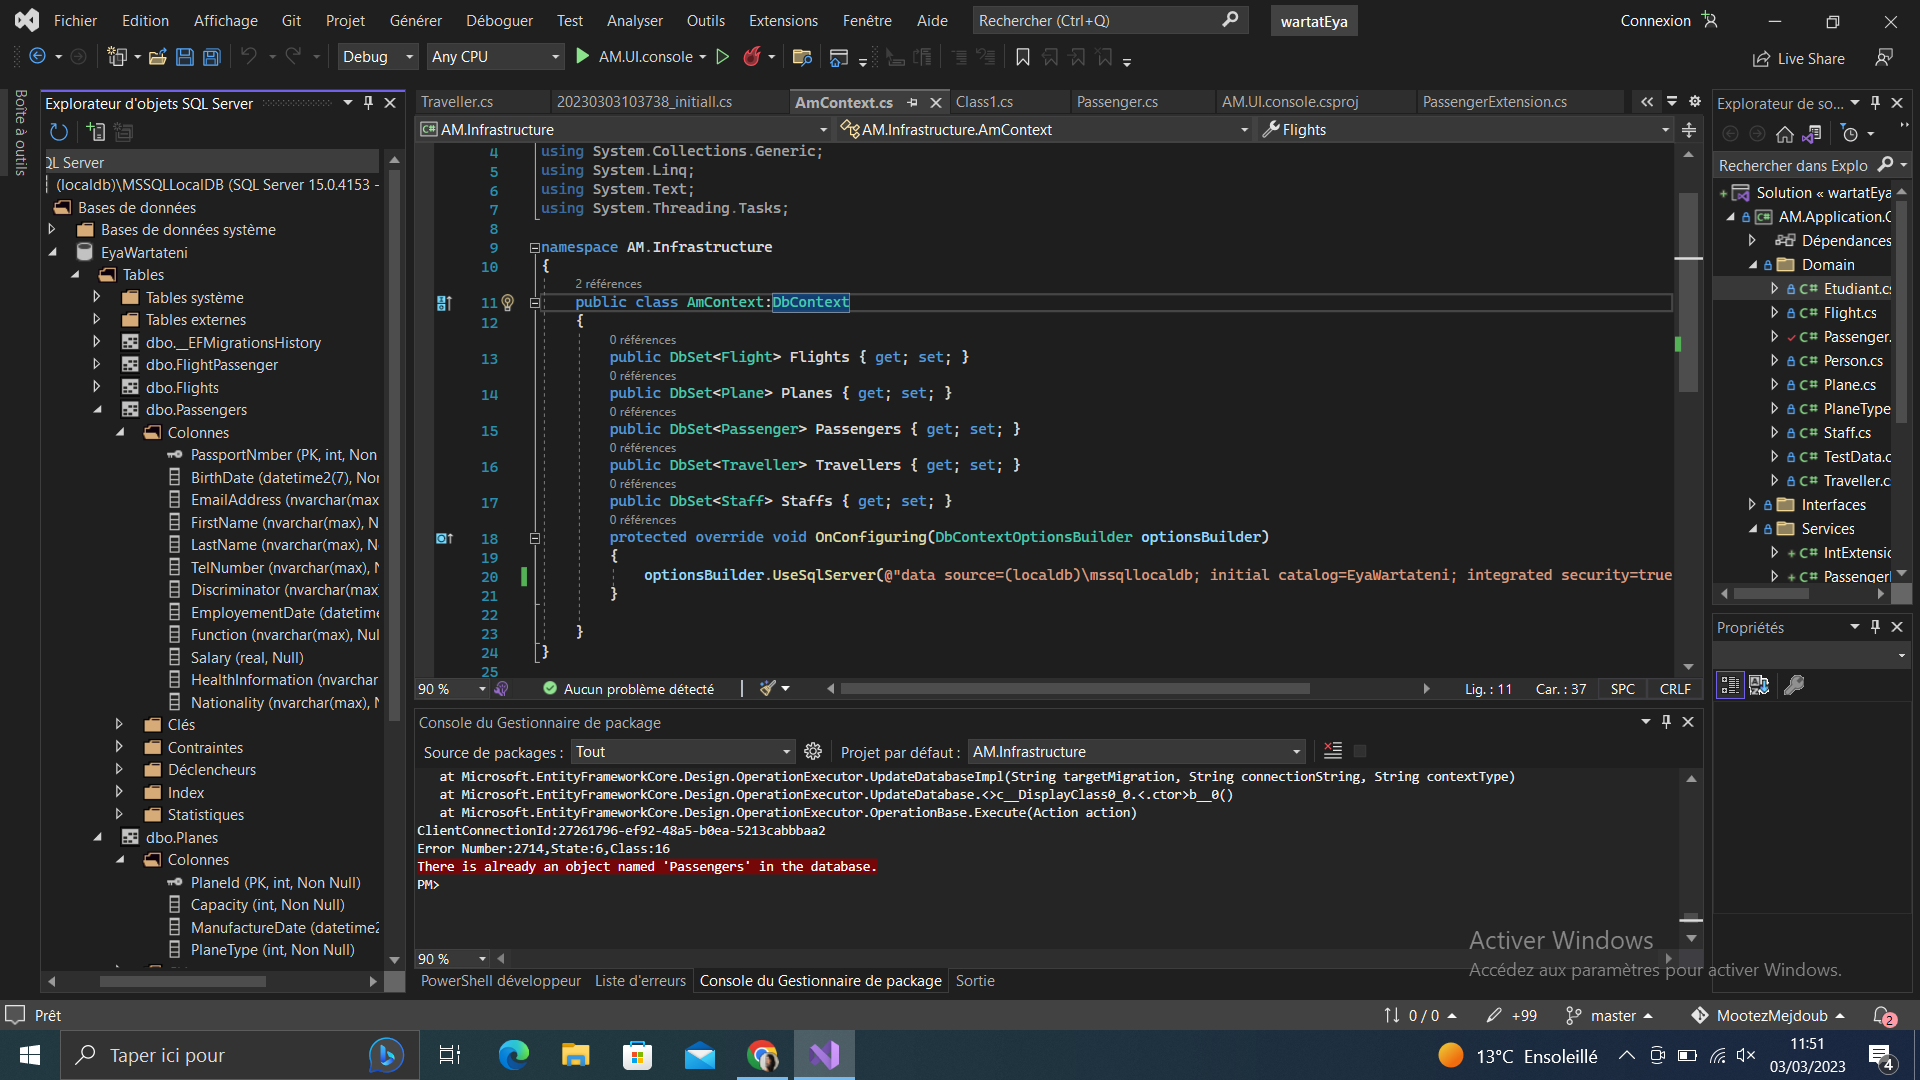 Fichier Edition Affichage Git Projet Générer Déboguer Test Analyser Outils Extensions Fenêtre Aide Rechercher (Ctrl+Q) wartatEya Connexion
Debug Any CPU AM.UI.console Live Share
Boîte à outils
Explorateur d'objets SQL Server
QL Server
(localdb)\MSSQLLocalDB (SQL Server 15.0.4153 -
Bases de données
Bases de données système
EyaWartateni
Tables
Tables système
Tables externes
dbo.__EFMigrationsHistory
dbo.FlightPassenger
dbo.Flights
dbo.Passengers
Colonnes
PassportNmber (PK, int, Non
BirthDate (datetime2(7), Nor
EmailAddress (nvarchar(max
FirstName (nvarchar(max), N
LastName (nvarchar(max), N
TelNumber (nvarchar(max),
Discriminator (nvarchar(max
EmployementDate (datetime
Function (nvarchar(max), Nul
Salary (real, Null)
HealthInformation (nvarchar
Nationality (nvarchar(max), N
Clés
Contraintes
Déclencheurs
Index
Statistiques
dbo.Planes
Colonnes
PlaneId (PK, int, Non Null)
Capacity (int, Non Null)
ManufactureDate (datetime2
PlaneType (int, Non Null)
Traveller.cs 20230303103738_initiall.cs AmContext.cs Class1.cs Passenger.cs AM.UI.console.csproj PassengerExtension.cs
AM.Infrastructure AM.Infrastructure.AmContext Flights
4 using System.Collections.Generic;
5 using System.Linq;
6 using System.Text;
7 using System.Threading.Tasks;
8
9 namespace AM.Infrastructure
10 {
2 références
11 public class AmContext:DbContext
12 {
0 références
13 public DbSet<Flight> Flights { get; set; }
0 références
14 public DbSet<Plane> Planes { get; set; }
0 références
15 public DbSet<Passenger> Passengers { get; set; }
0 références
16 public DbSet<Traveller> Travellers { get; set; }
0 références
17 public DbSet<Staff> Staffs { get; set; }
0 références
18 protected override void OnConfiguring(DbContextOptionsBuilder optionsBuilder)
19 {
20 optionsBuilder.UseSqlServer(@"data source=(localdb)\mssqllocaldb; initial catalog=EyaWartateni; integrated security=true
21 }
22
23 }
24 }
25
90 % Aucun problème détecté Lig. : 11 Car. : 37 SPC CRLF
Console du Gestionnaire de package
Source de packages : Tout Projet par défaut : AM.Infrastructure
at Microsoft.EntityFrameworkCore.Design.OperationExecutor.UpdateDatabaseImpl(String targetMigration, String connectionString, String contextType)
at Microsoft.EntityFrameworkCore.Design.OperationExecutor.UpdateDatabase.<>c__DisplayClass0_0.<.ctor>b__0()
at Microsoft.EntityFrameworkCore.Design.OperationExecutor.OperationBase.Execute(Action action)
ClientConnectionId:27261796-ef92-48a5-b0ea-5213cabbbaa2
Error Number:2714,State:6,Class:16
There is already an object named 'Passengers' in the database.
PM>
90 %
PowerShell développeur Liste d'erreurs Console du Gestionnaire de package Sortie
Explorateur de so...
Rechercher dans Explo
Solution « wartatEya
AM.Application.C
Dépendances
Domain
Etudiant.cs
Flight.cs
Passenger.
Person.cs
Plane.cs
PlaneType
Staff.cs
TestData.c
Traveller.c
Interfaces
Services
IntExtensic
Passenger
Propriétés
Activer Windows
Accédez aux paramètres pour activer Windows.
Prêt 0 / 0 +99 master MootezMejdoub 2
Taper ici pour 13°C Ensoleillé 11:51
03/03/2023 4